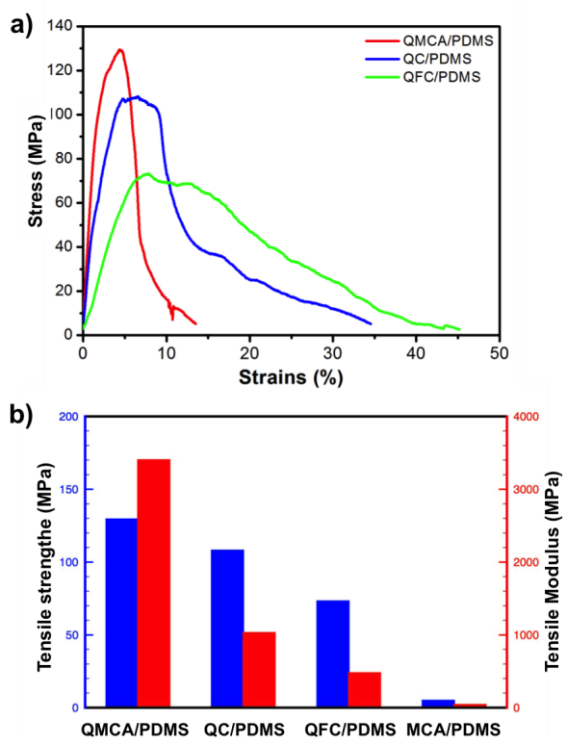 a)
140
120
100
80
60
40
20
0
Stress (MPa)
QMCA/PDMS
QC/PDMS
QFC/PDMS
0 10 20 30 40 50
Strains (%)
b)
200
150
100
50
0
Tensile strengthe (MPa)
4000
3000
2000
1000
0
Tensile Modulus (MPa)
QMCA/PDMS QC/PDMS QFC/PDMS MCA/PDMS